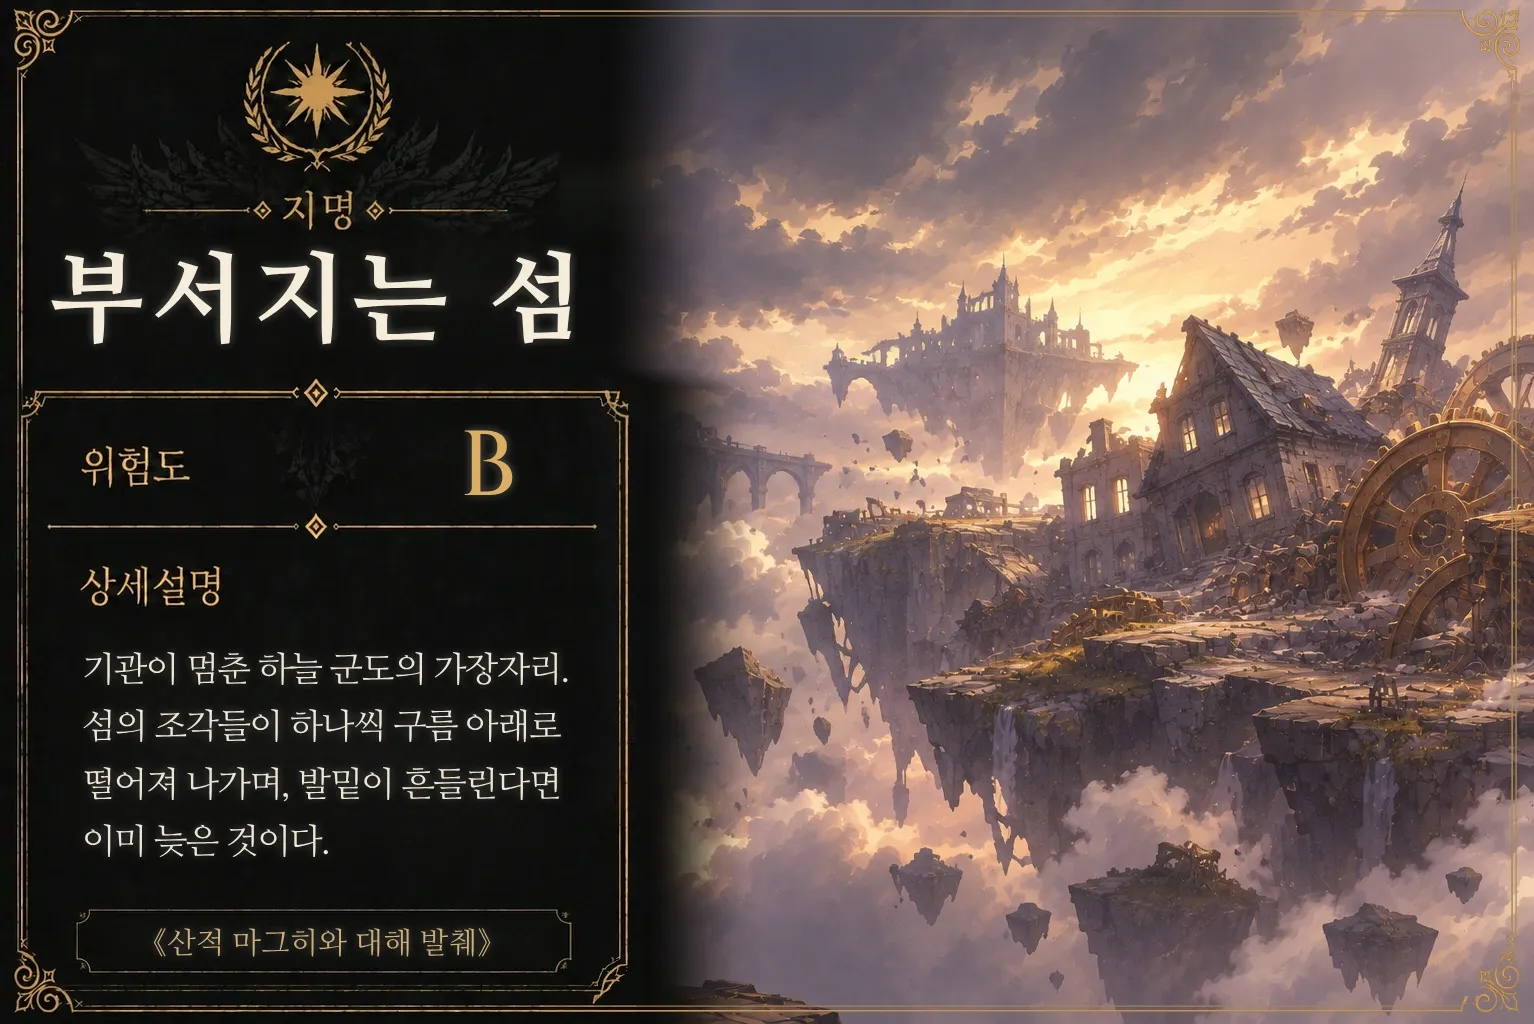 지명
부서지는 섬
위험도 B
상세설명
기관이 멈춘 하늘 군도의 가장자리.
섬의 조각들이 하나씩 구름 아래로
떨어져 나가며, 발밑이 흔들린다면
이미 늦은 것이다.
《산적 마그히와 대해 발췌》